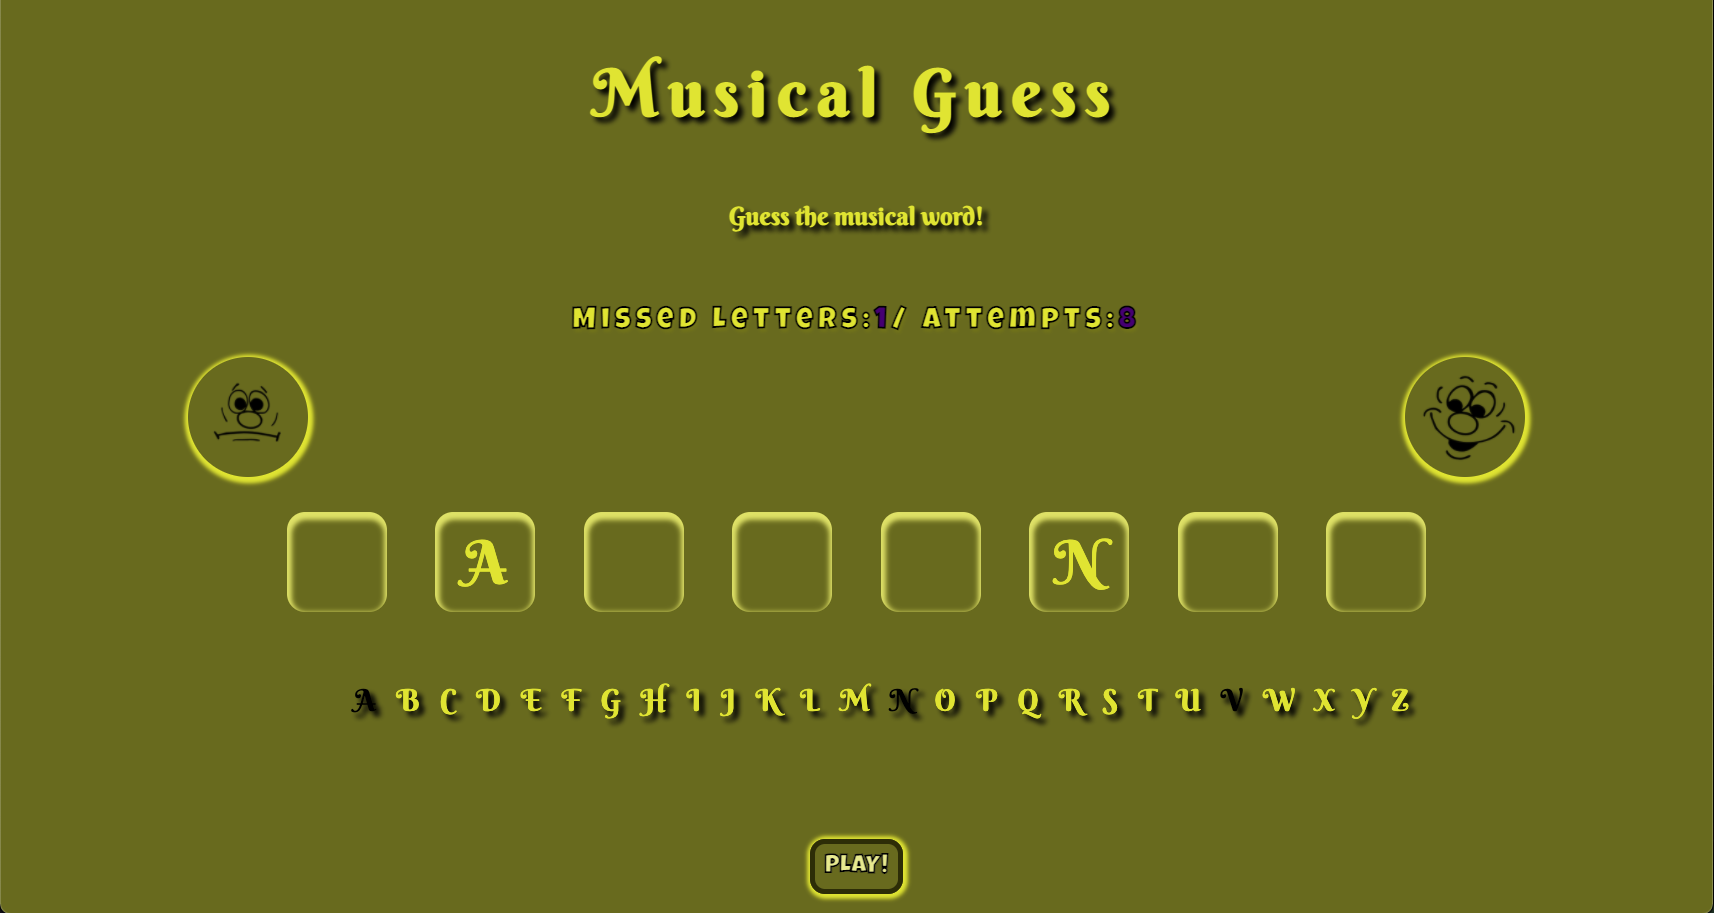 Musical Guess
Guess the musical word!
Missed Letters:1/ Attempts:8
A N
A B C D E F G H I J K L M N O P Q R S T U V W X Y Z
PLAY!